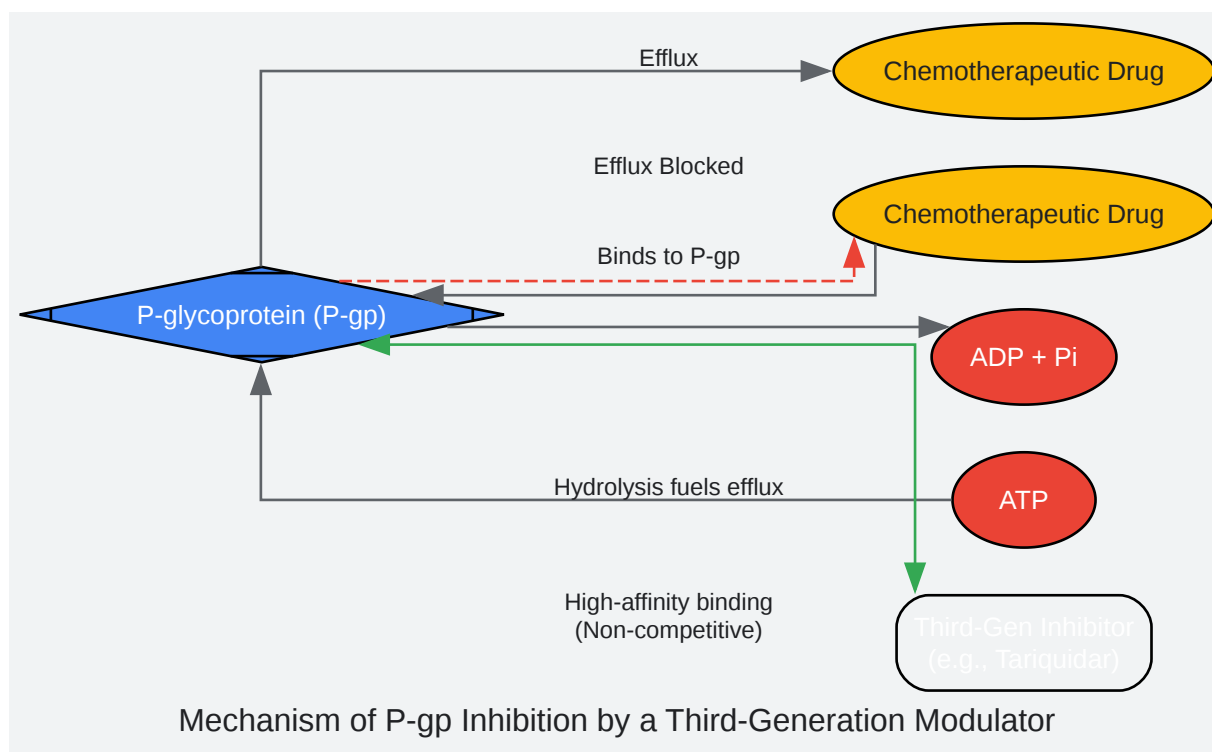 Efflux
Chemotherapeutic Drug
Efflux Blocked
Chemotherapeutic Drug
Binds to P-gp
P-glycoprotein (P-gp)
ADP + Pi
Hydrolysis fuels efflux
ATP
High-affinity binding
(Non-competitive)
Third-Gen Inhibitor
(e.g., Tariquidar)
Mechanism of P-gp Inhibition by a Third-Generation Modulator